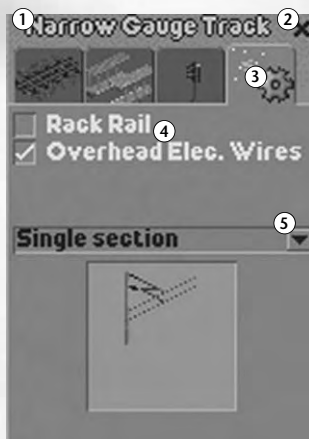 1 Narrow Gauge Track 2
3
Rack Rail 4
Overhead Elec. Wires
5
Single section